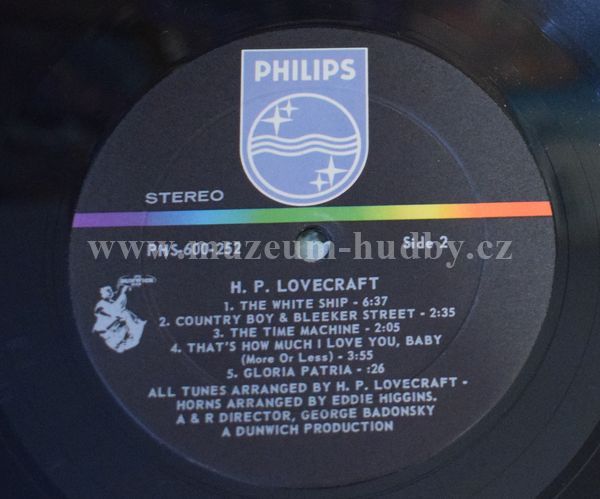 PHILIPS
STEREO
www.muzeum-hudby.cz
PHS 600-252
Side 2
H. P. LOVECRAFT
1. THE WHITE SHIP - 6:37
2. COUNTRY BOY & BLEEKER STREET - 2:35
3. THE TIME MACHINE - 2:05
4. THAT'S HOW MUCH I LOVE YOU, BABY
(More Or Less) - 3:55
5. GLORIA PATRIA - :26
ALL TUNES ARRANGED BY H. P. LOVECRAFT -
HORNS ARRANGED BY EDDIE HIGGINS.
A & R DIRECTOR, GEORGE BADONSKY
A DUNWICH PRODUCTION